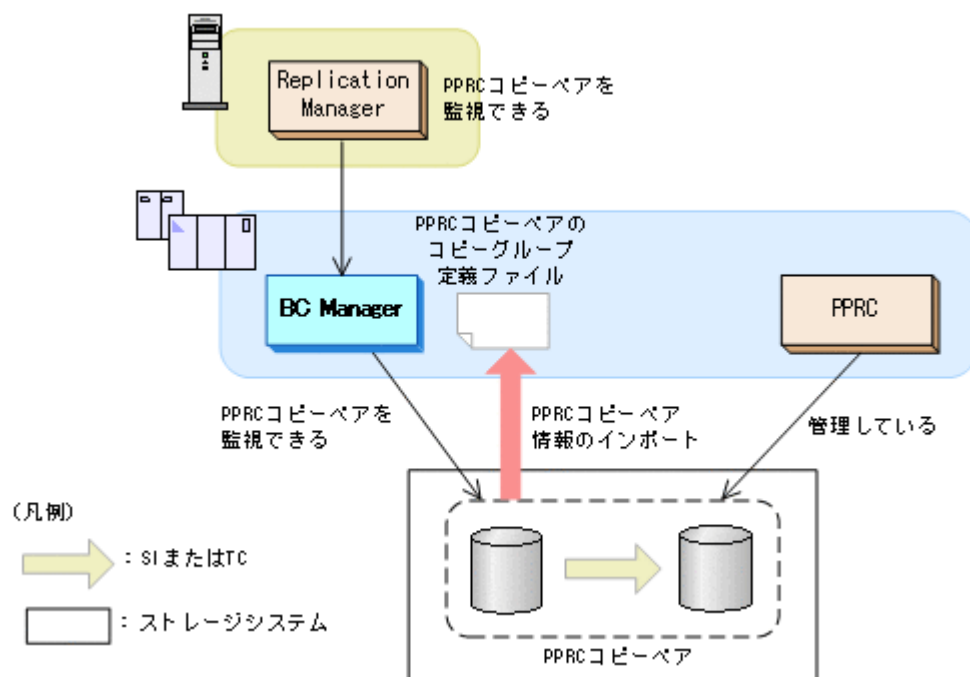 Replication
Manager
PPRCコピーペアを
監視できる
PPRCコピーペアの
コピーグループ
定義ファイル
BC Manager
PPRC
PPRCコピーペアを
監視できる
PPRCコピーペア
情報のインポート
管理している
(凡例)
：SIまたはTC
：ストレージシステム
PPRCコピーペア